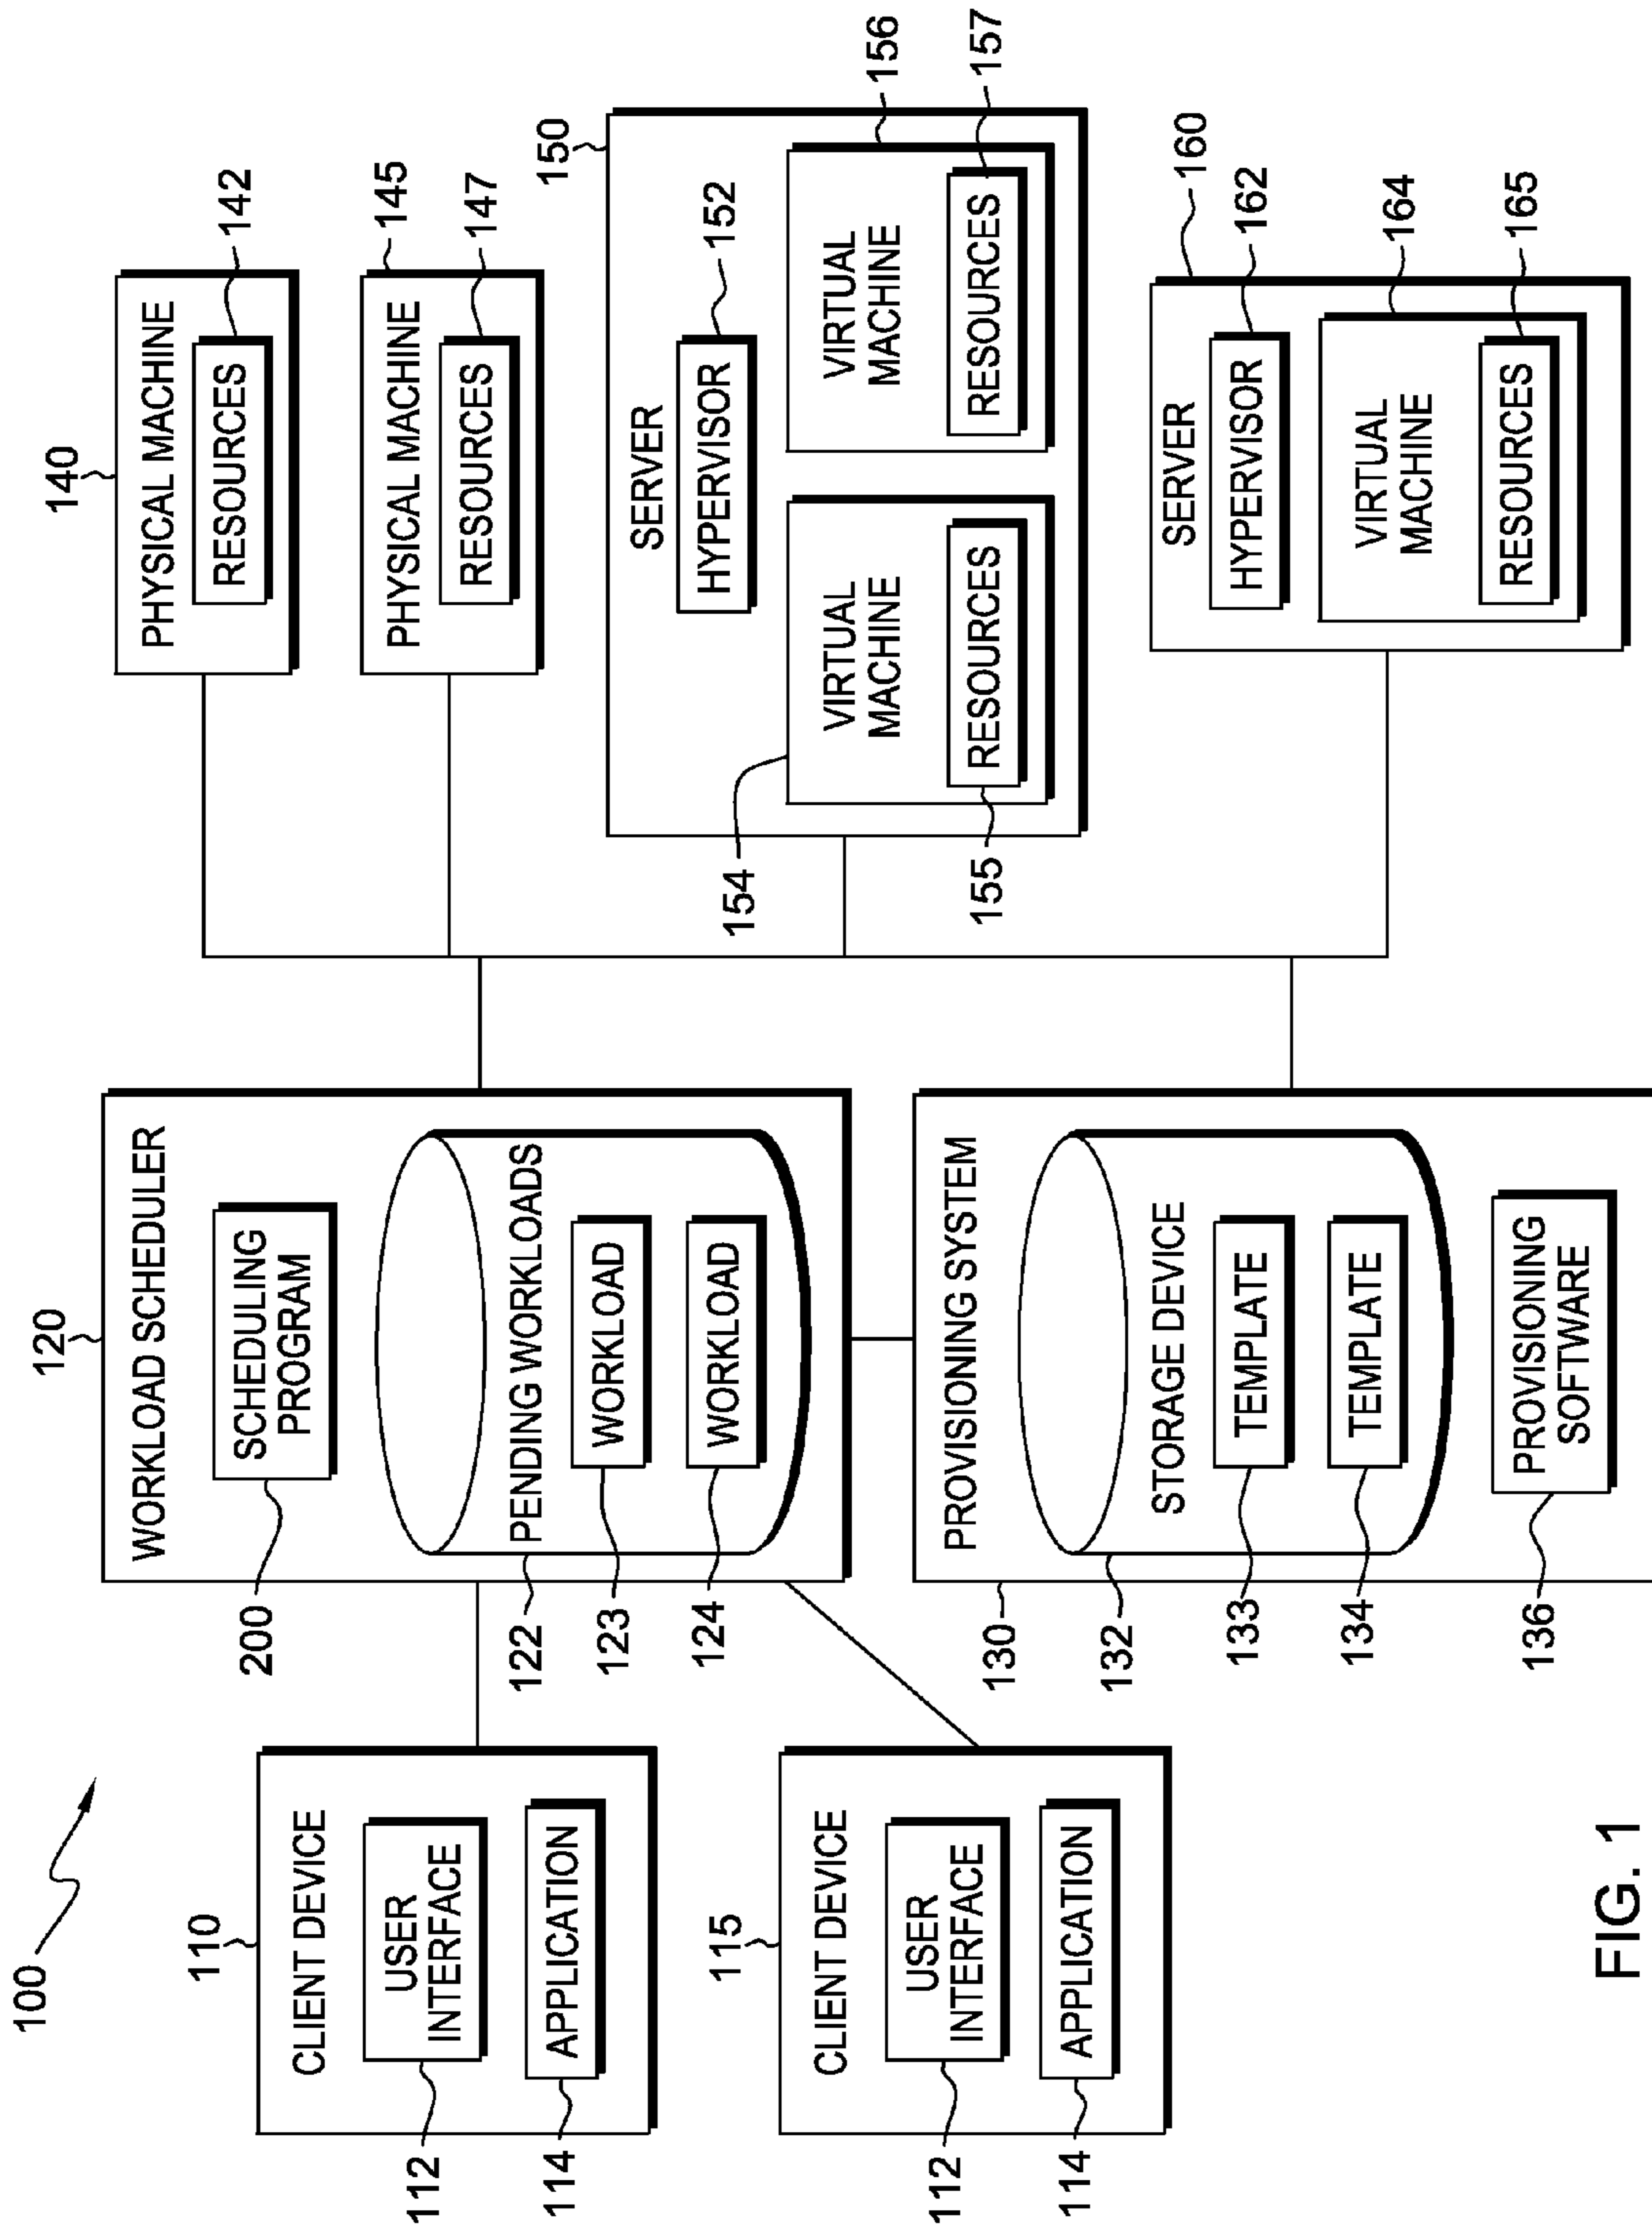 100
110
CLIENT DEVICE
USER
INTERFACE
112
APPLICATION
114
115
CLIENT DEVICE
USER
INTERFACE
112
APPLICATION
114
120
WORKLOAD SCHEDULER
SCHEDULING
PROGRAM
200
PENDING WORKLOADS
122
WORKLOAD
123
WORKLOAD
124
PROVISIONING SYSTEM
130
STORAGE DEVICE
132
TEMPLATE
133
TEMPLATE
134
PROVISIONING
SOFTWARE
136
140
PHYSICAL MACHINE
RESOURCES
142
PHYSICAL MACHINE
145
RESOURCES
147
150
SERVER
HYPERVISOR
152
VIRTUAL
MACHINE
154
RESOURCES
155
VIRTUAL
MACHINE
156
RESOURCES
157
160
SERVER
HYPERVISOR
162
VIRTUAL
MACHINE
164
RESOURCES
165
FIG. 1